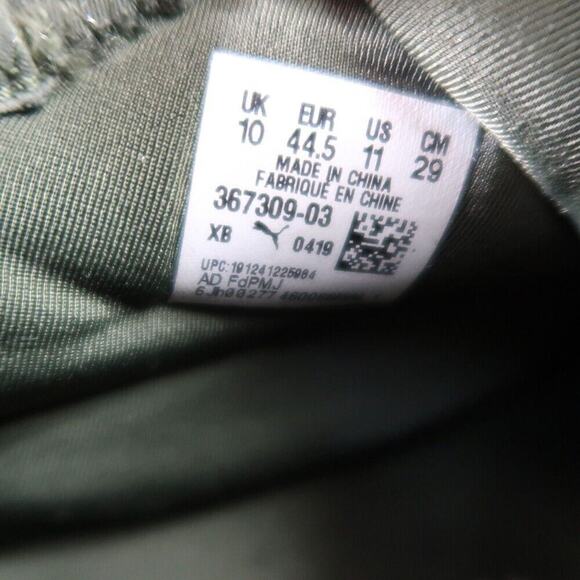 UK EUR US CM
10 44.5 11 29
MADE IN CHINA
FABRIQUÉ EN CHINE
367309-03
XB 0419
UPC:191241225984
AD FdPMJ